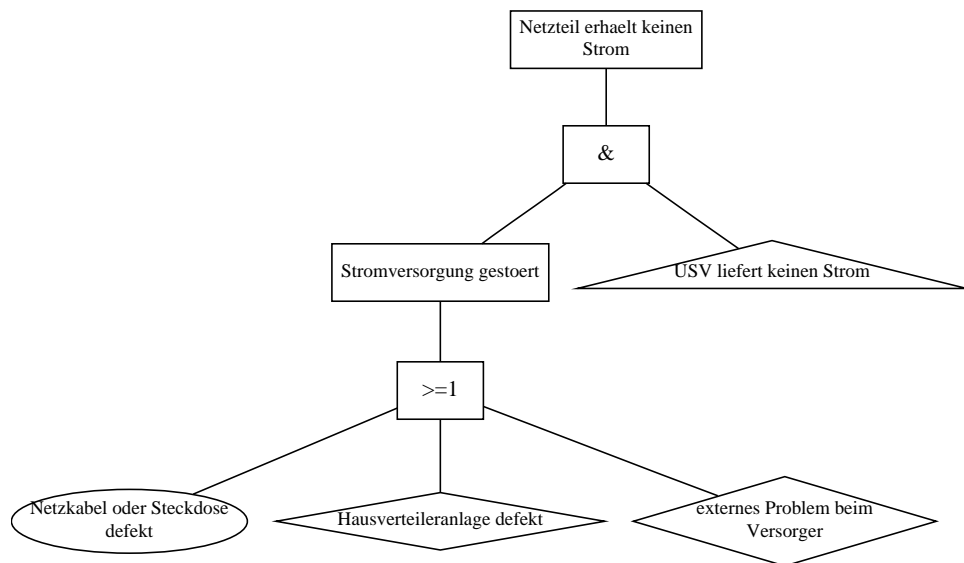 Netzteil erhaelt keinen
Strom
&
Stromversorgung gestoert
USV liefert keinen Strom
>=1
Netzkabel oder Steckdose
defekt
Hausverteileranlage defekt
externes Problem beim
Versorger